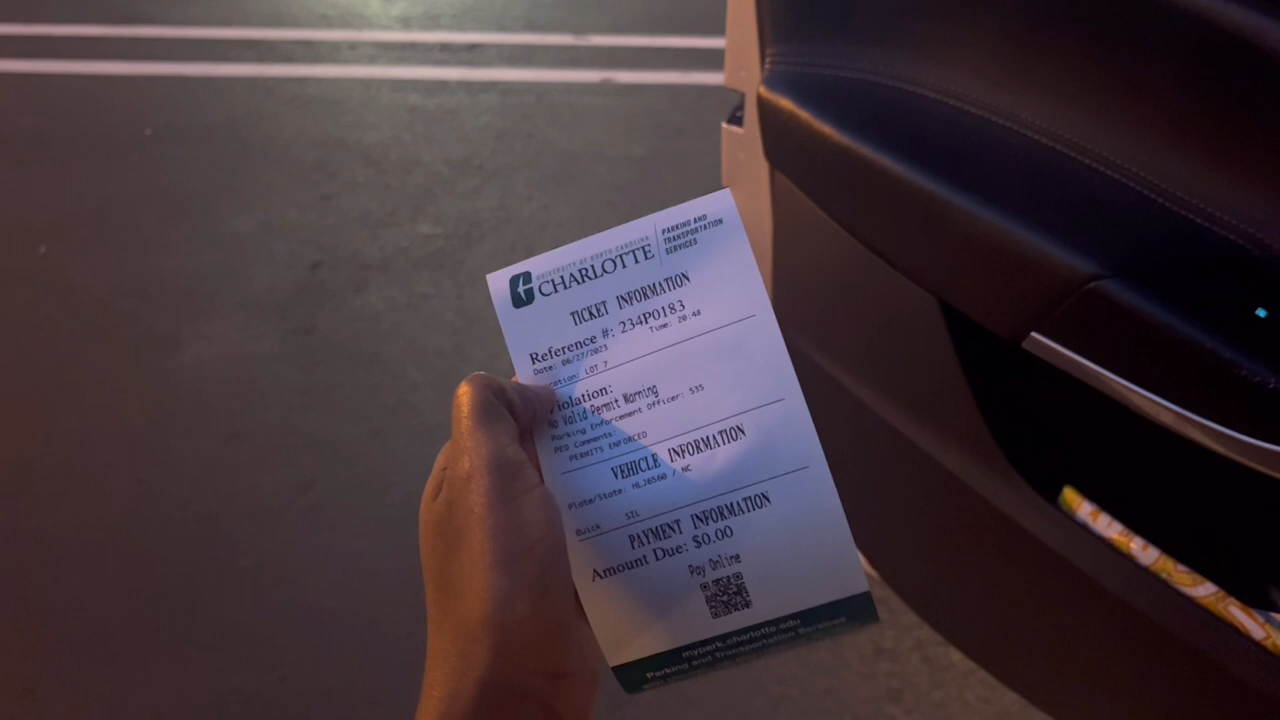 UNIVERSITY OF NORTH CAROLINA
CHARLOTTE
PARKING AND
TRANSPORTATION
SERVICES
TICKET INFORMATION
Reference #: 234P0183
Date: 06/27/2023 Time: 20:48
cation: LOT 7
Violation:
No Valid Permit Warning
Parking Enforcement Officer: 535
PEO Comments:
PERMITS ENFORCED
VEHICLE INFORMATION
Plate/State: HLJ6560 / NC
Buick SIL
PAYMENT INFORMATION
Amount Due: $0.00
Pay Online
mypark.charlotte.edu
Parking and Transportation Services